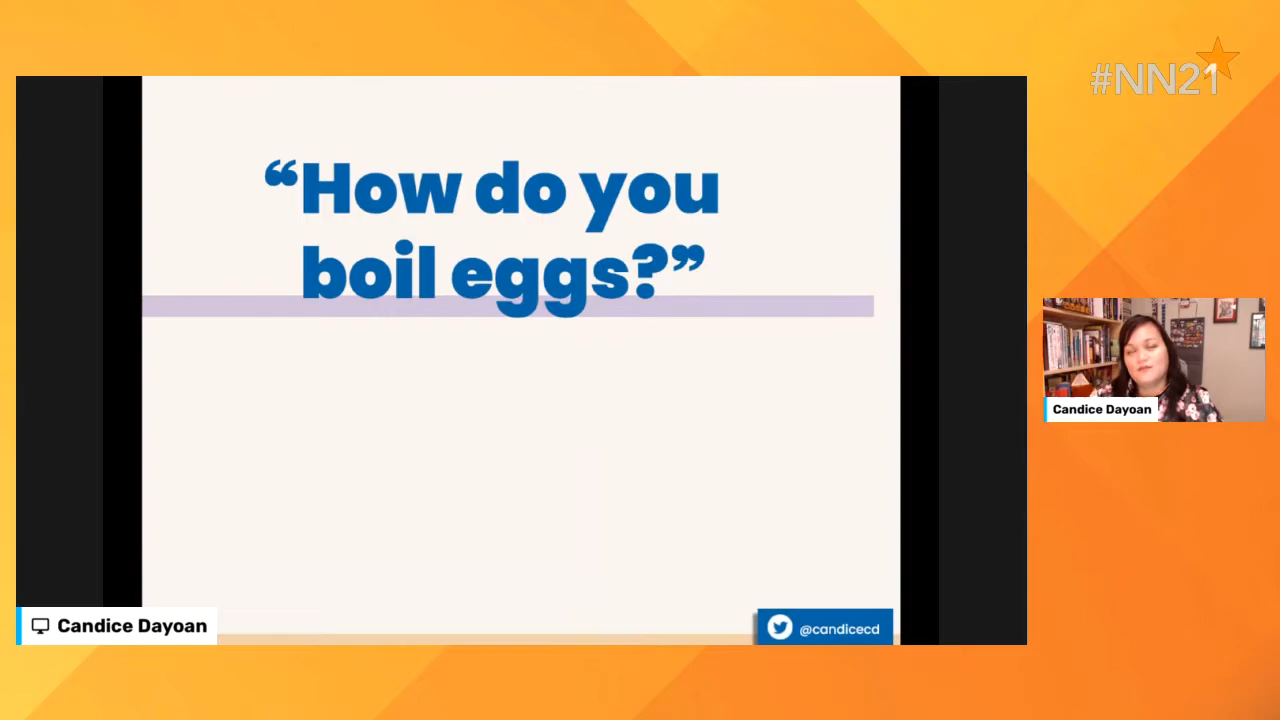 #NN21
“How do you
boil eggs?”
Candice Dayoan
Candice Dayoan
@candicecd